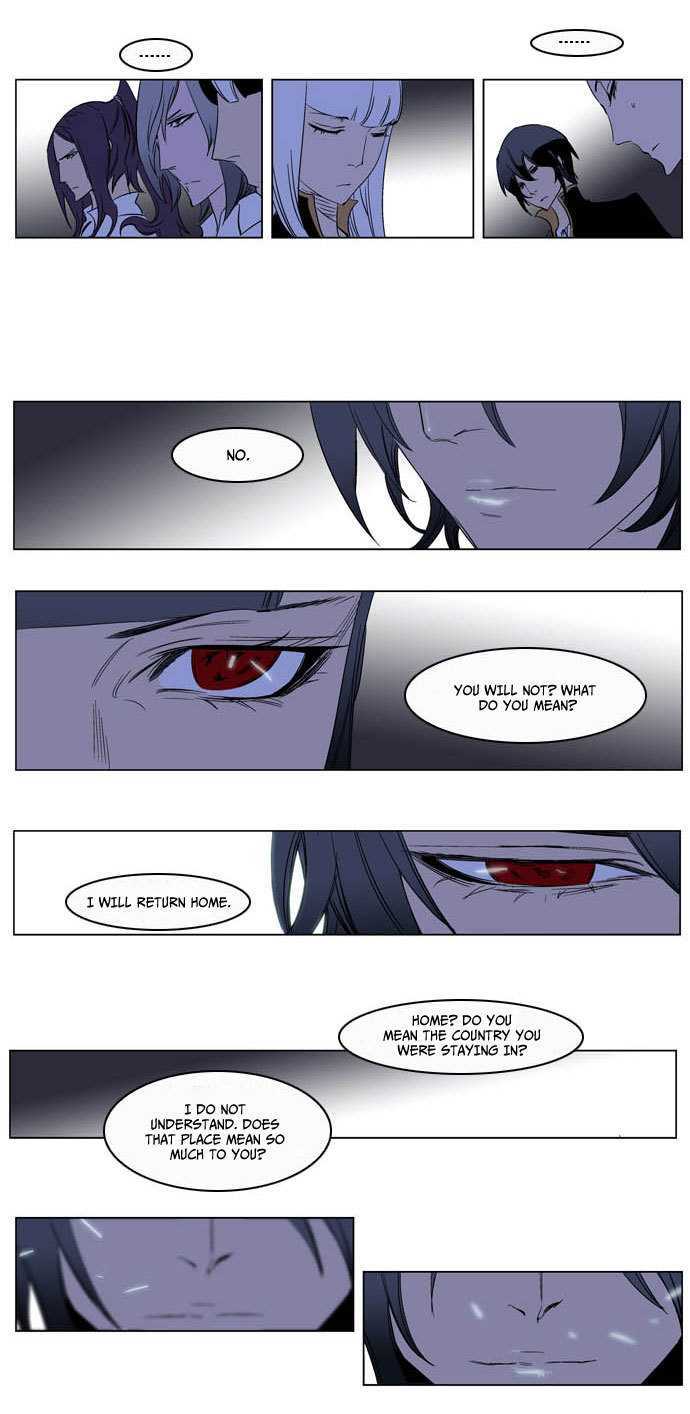 ------
------
NO.
YOU WILL NOT? WHAT
DO YOU MEAN?
I WILL RETURN HOME.
HOME? DO YOU
MEAN THE COUNTRY YOU
WERE STAYING IN?
I DO NOT
UNDERSTAND. DOES
THAT PLACE MEAN SO
MUCH TO YOU?